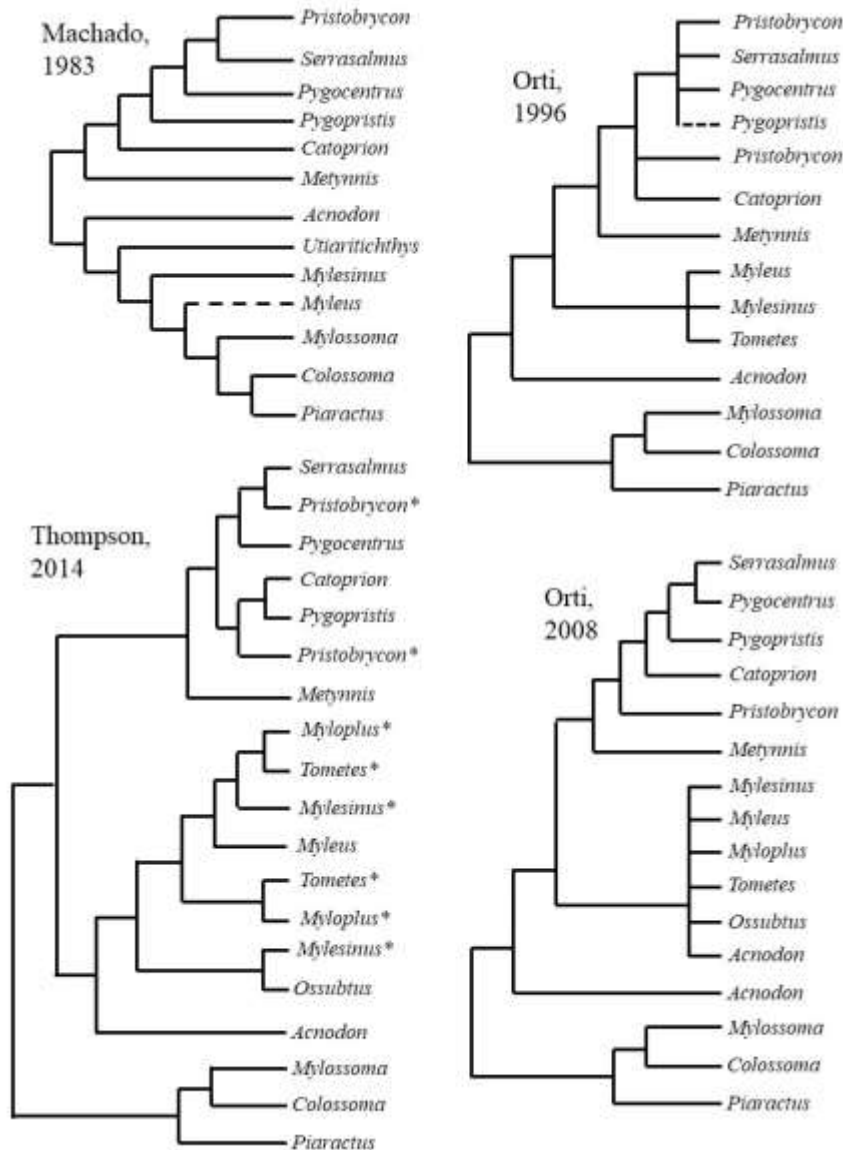 Machado,
1983
Pristobrycon
Serrasalmus
Pygocentrus
Pygopristis
Catoprion
Metynnis
Acnodon
Utiaritichthys
Mylesinus
Myleus
Mylossoma
Colossoma
Piaractus
Orti,
1996
Pristobrycon
Serrasalmus
Pygocentrus
Pygopristis
Pristobrycon
Catoprion
Metynnis
Myleus
Mylesinus
Tometes
Acnodon
Mylossoma
Colossoma
Piaractus
Thompson,
2014
Serrasalmus
Pristobrycon*
Pygocentrus
Catoprion
Pygopristis
Pristobrycon*
Metynnis
Myloplus*
Tometes*
Mylesinus*
Myleus
Tometes*
Myloplus*
Mylesinus*
Ossubtus
Acnodon
Mylossoma
Colossoma
Piaractus
Orti,
2008
Serrasalmus
Pygocentrus
Pygopristis
Catoprion
Pristobrycon
Metynnis
Mylesinus
Myleus
Myloplus
Tometes
Ossubtus
Acnodon
Acnodon
Mylossoma
Colossoma
Piaractus